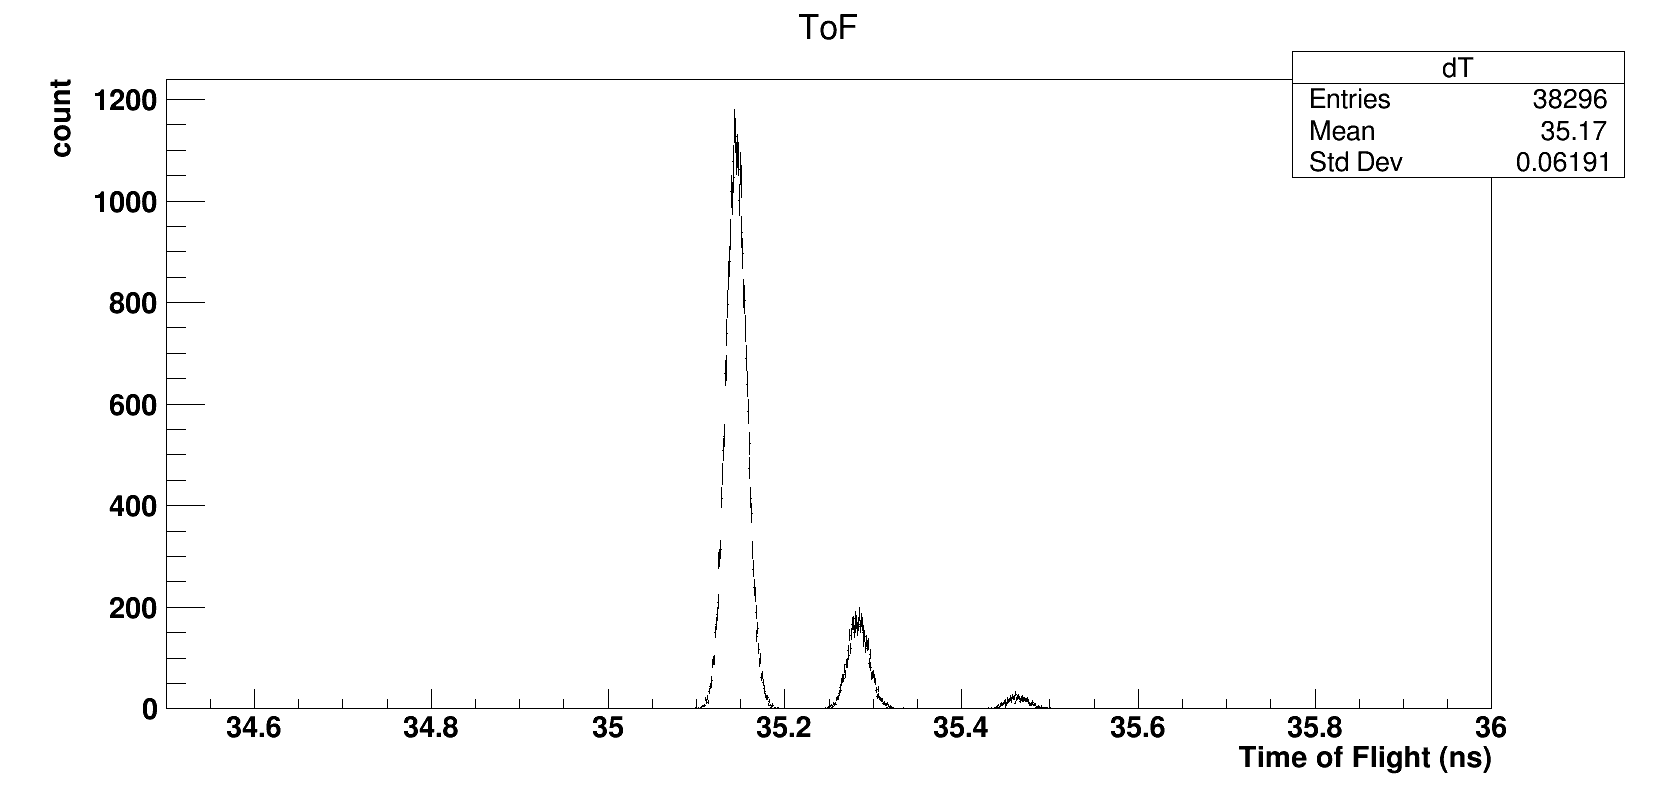 ToF
dT
Entries 38296
Mean 35.17
Std Dev 0.06191
count
1200
1000
800
600
400
200
0
34.6 34.8 35 35.2 35.4 35.6 35.8 36
Time of Flight (ns)